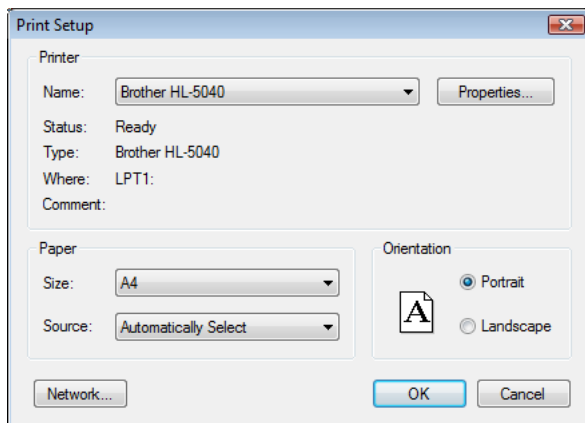 Print Setup
Printer
Name: Brother HL-5040 Properties...
Status: Ready
Type: Brother HL-5040
Where: LPT1:
Comment:
Paper
Size: A4
Source: Automatically Select
Orientation
A
Portrait
Landscape
Network... OK Cancel